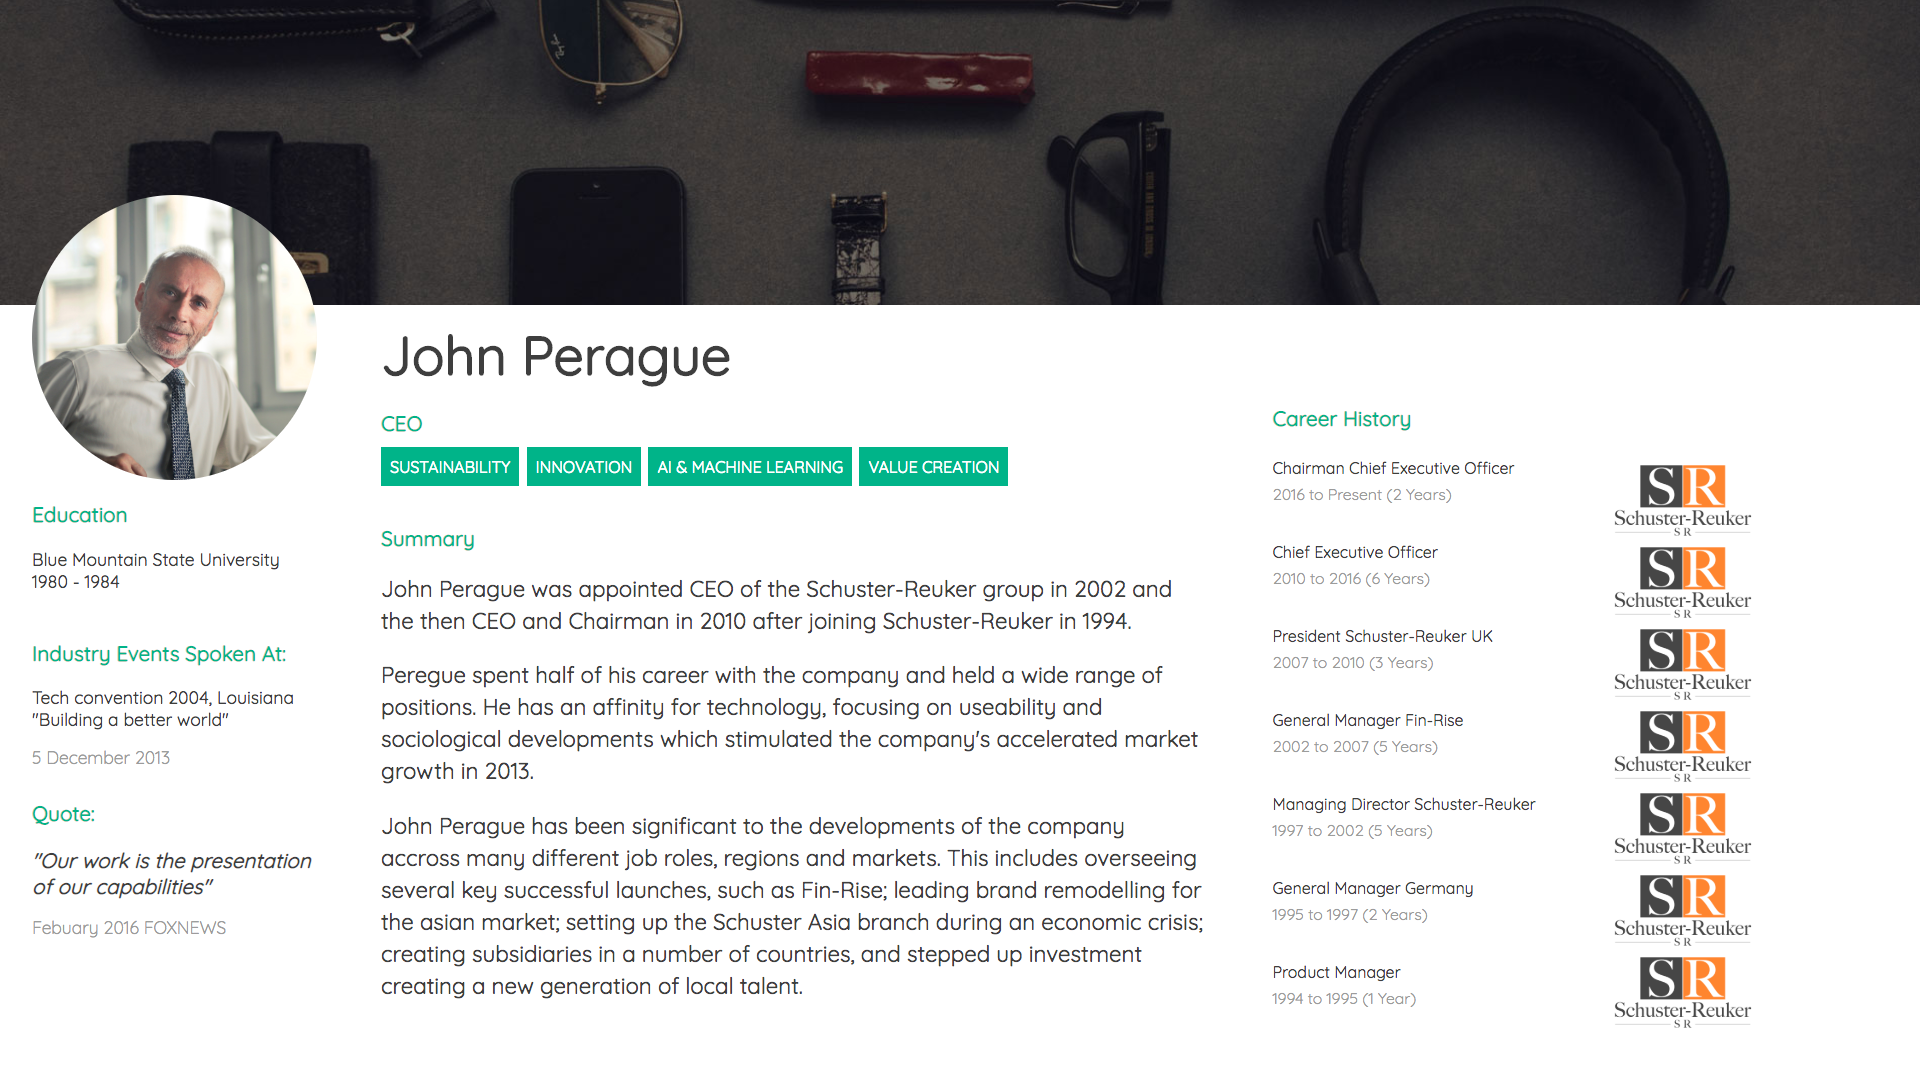 John Perague
CEO
SUSTAINABILITY
INNOVATION
AI & MACHINE LEARNING
VALUE CREATION
Education
Blue Mountain State University
1980 - 1984
Industry Events Spoken At:
Tech convention 2004, Louisiana
"Building a better world"
5 December 2013
Quote:
"Our work is the presentation
of our capabilities"
Febuary 2016 FOXNEWS
Summary
John Perague was appointed CEO of the Schuster-Reuker group in 2002 and
the then CEO and Chairman in 2010 after joining Schuster-Reuker in 1994.
Peregue spent half of his career with the company and held a wide range of
positions. He has an affinity for technology, focusing on useability and
sociological developments which stimulated the company's accelerated market
growth in 2013.
John Perague has been significant to the developments of the company
accross many different job roles, regions and markets. This includes overseeing
several key successful launches, such as Fin-Rise; leading brand remodelling for
the asian market; setting up the Schuster Asia branch during an economic crisis;
creating subsidiaries in a number of countries, and stepped up investment
creating a new generation of local talent.
Career History
Chairman Chief Executive Officer
2016 to Present (2 Years)
SR
Schuster-Reuker
SR
Chief Executive Officer
2010 to 2016 (6 Years)
SR
Schuster-Reuker
SR
President Schuster-Reuker UK
2007 to 2010 (3 Years)
SR
Schuster-Reuker
SR
General Manager Fin-Rise
2002 to 2007 (5 Years)
SR
Schuster-Reuker
SR
Managing Director Schuster-Reuker
1997 to 2002 (5 Years)
SR
Schuster-Reuker
SR
General Manager Germany
1995 to 1997 (2 Years)
SR
Schuster-Reuker
SR
Product Manager
1994 to 1995 (1 Year)
SR
Schuster-Reuker
SR